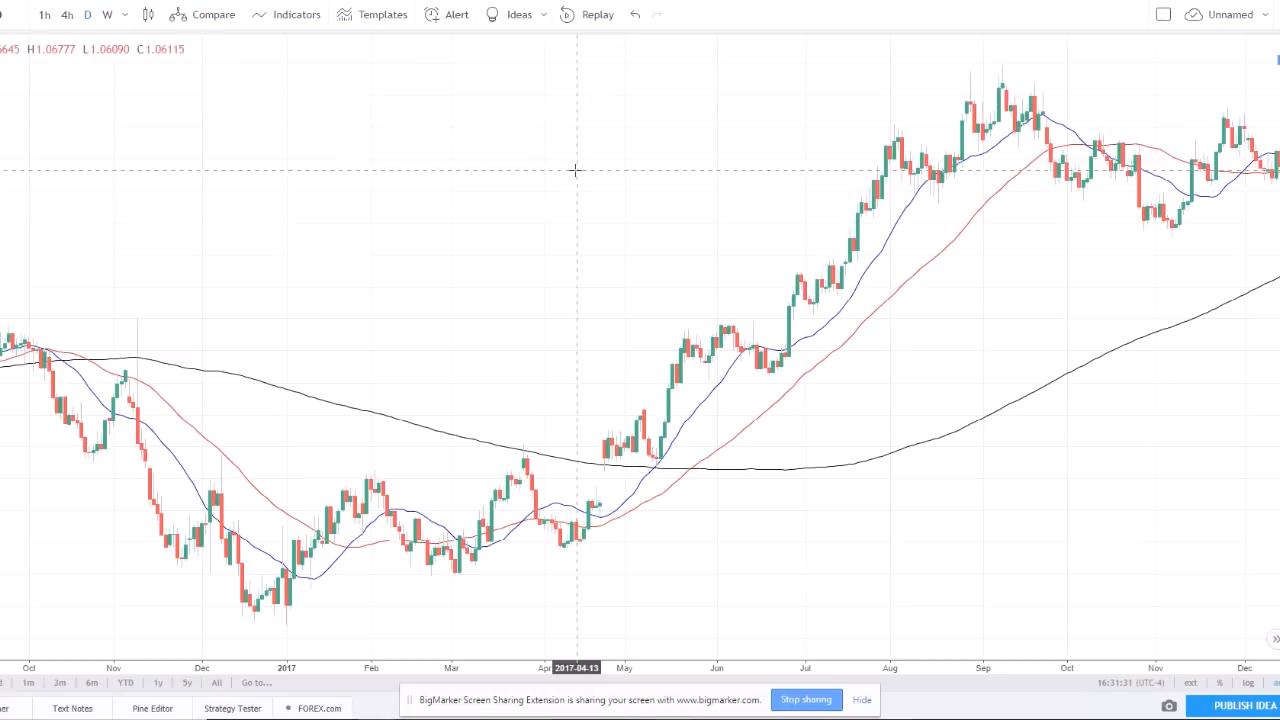 1h 4h D W Compare Indicators Templates Alert Ideas Replay Unnamed
6645 H1.06777 L1.06090 C1.06115
Oct Nov Dec 2017 Feb Mar Apr 2017-04-13 May Jun Jul Aug Sep Oct Nov Dec
1m 3m 6m YTD 1y 5y All Go to... 16:31:31 (UTC-4) ext % log
Text Notes ine Editor Strategy Tester FOREX.com BigMarker Screen Sharing Extension is sharing your screen with www.bigmarker.com. Stop sharing Hide PUBLISH IDEA